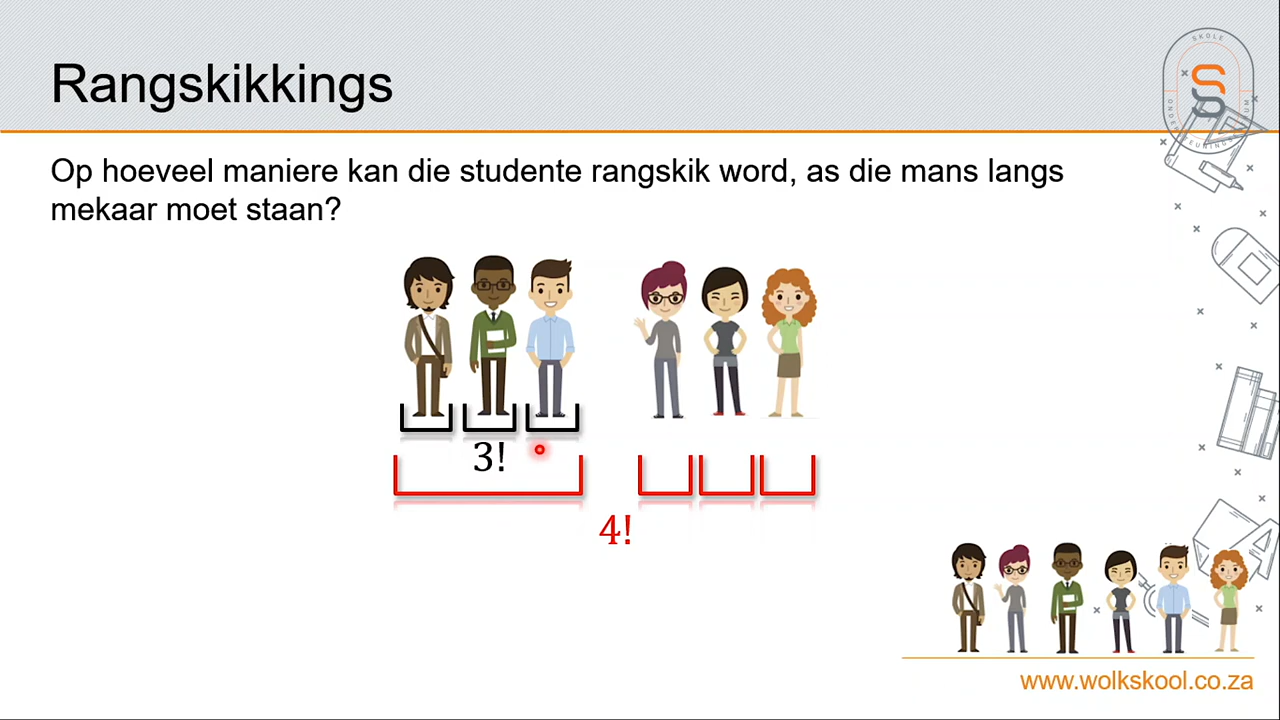 Rangskikkings
SKOLE
Op hoeveel maniere kan die studente rangskik word, as die mans langs
mekaar moet staan?
3!
4!
www.wolkskool.co.za